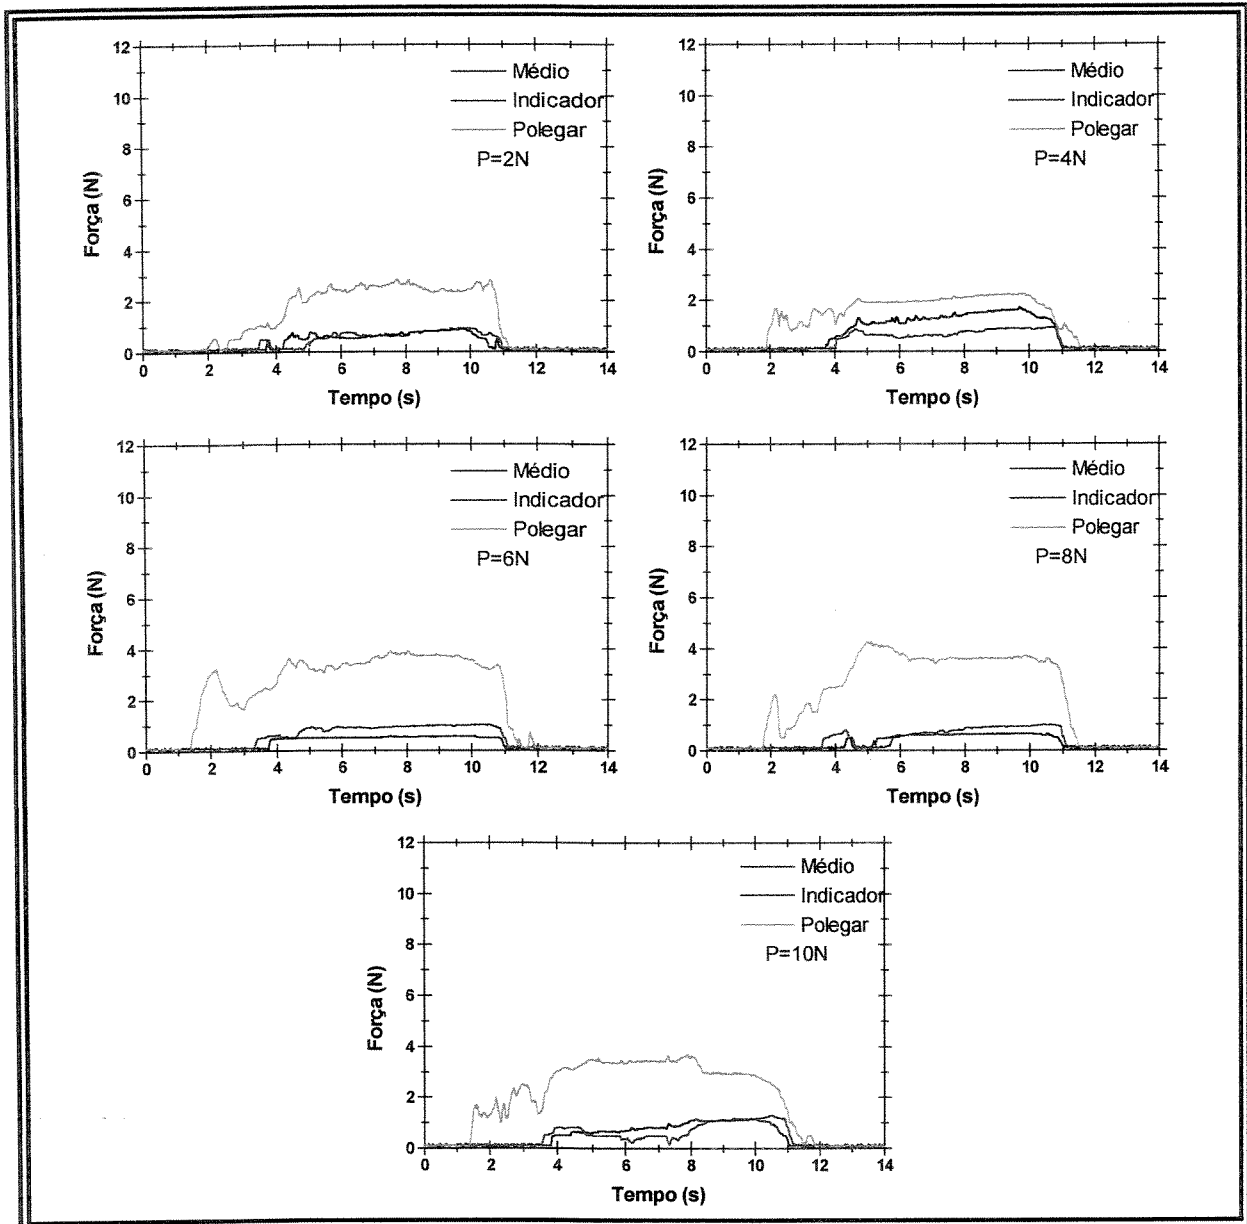 12
10
8
6
4
2
0
Força (N)
Médio
Indicador
Polegar
P=2N
0 2 4 6 8 10 12 14
Tempo (s)
12
10
8
6
4
2
0
Força (N)
Médio
Indicador
Polegar
P=4N
0 2 4 6 8 10 12 14
Tempo (s)
12
10
8
6
4
2
0
Força (N)
Médio
Indicador
Polegar
P=6N
0 2 4 6 8 10 12 14
Tempo (s)
12
10
8
6
4
2
0
Força (N)
Médio
Indicador
Polegar
P=8N
0 2 4 6 8 10 12 14
Tempo (s)
12
10
8
6
4
2
0
Força (N)
Médio
Indicador
Polegar
P=10N
0 2 4 6 8 10 12 14
Tempo (s)